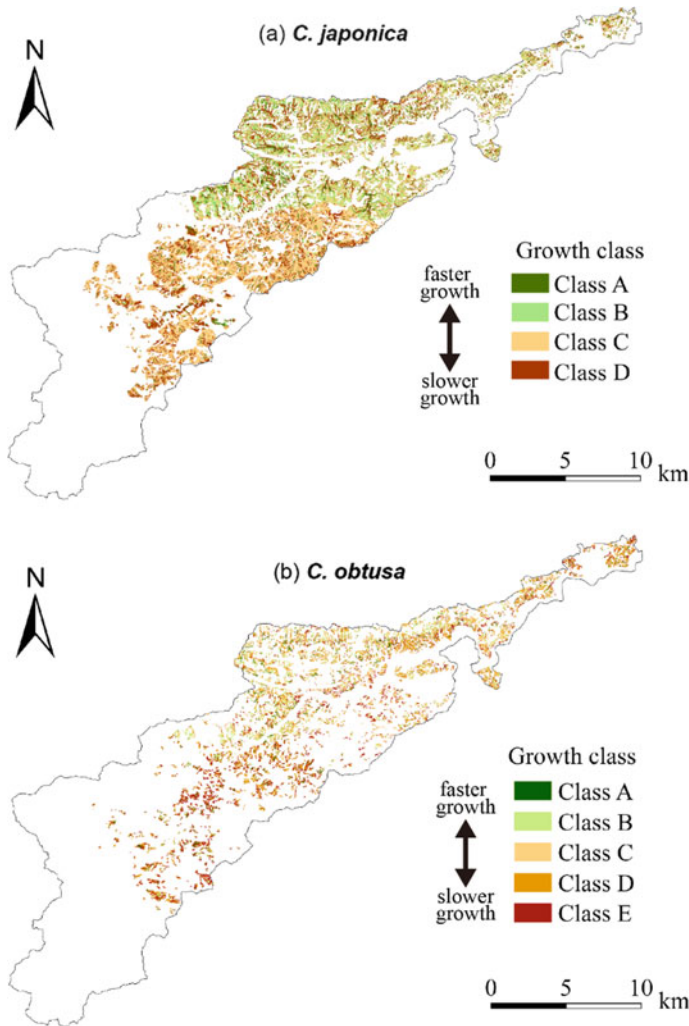 (a) C. japonica
N
Growth class
faster
growth
Class A
Class B
Class C
slower
growth
Class D
0 5 10
km
(b) C. obtusa
N
Growth class
faster
growth
Class A
Class B
Class C
Class D
slower
growth
Class E
0 5 10
km